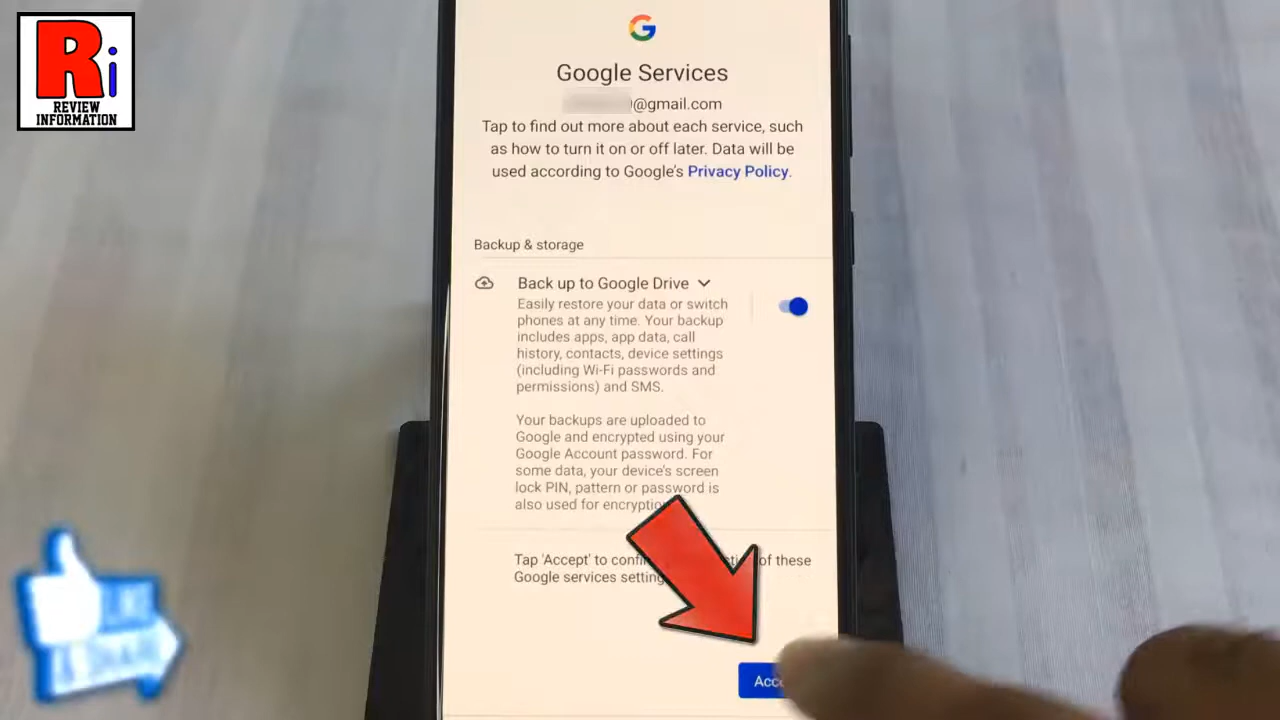 Ri
REVIEW
INFORMATION
Google Services
@gmail.com
Tap to find out more about each service, such
as how to turn it on or off later. Data will be
used according to Google's Privacy Policy.
Backup & storage
Back up to Google Drive
Easily restore your data or switch
phones at any time. Your backup
includes apps, app data, call
history, contacts, device settings
(including Wi-Fi passwords and
permissions) and SMS.
Your backups are uploaded to
Google and encrypted using your
Google Account password. For
some data, your device's screen
lock PIN, pattern or password is
also used for encryption
Tap 'Accept' to of these
Google services
LIKE
& SHARE